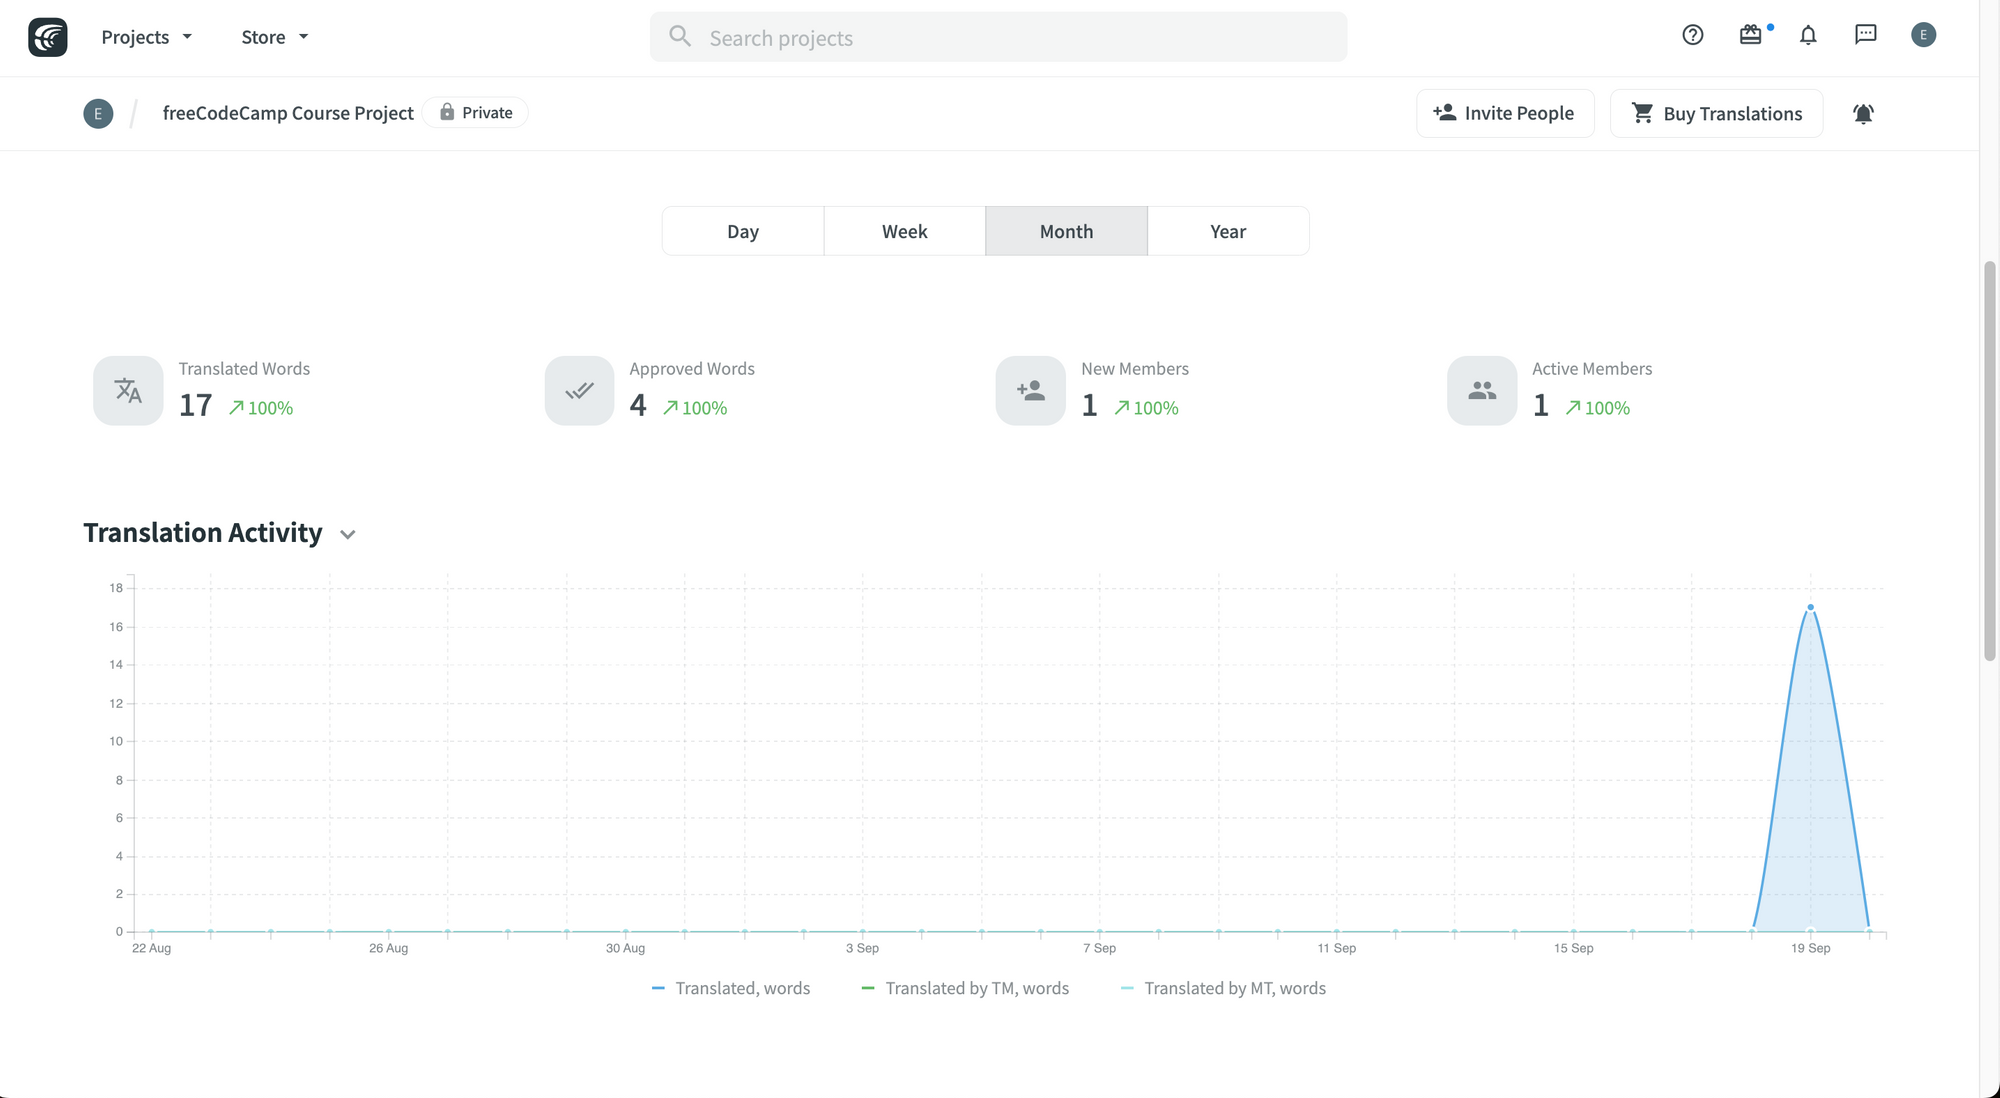 Projects Store Search projects E
E / freeCodeCamp Course Project Private Invite People Buy Translations
Day Week Month Year
Translated Words
17 100%
Approved Words
4 100%
New Members
1 100%
Active Members
1 100%
Translation Activity
18
16
14
12
10
8
6
4
2
0
22 Aug 26 Aug 30 Aug 3 Sep 7 Sep 11 Sep 15 Sep 19 Sep
Translated, words Translated by TM, words Translated by MT, words